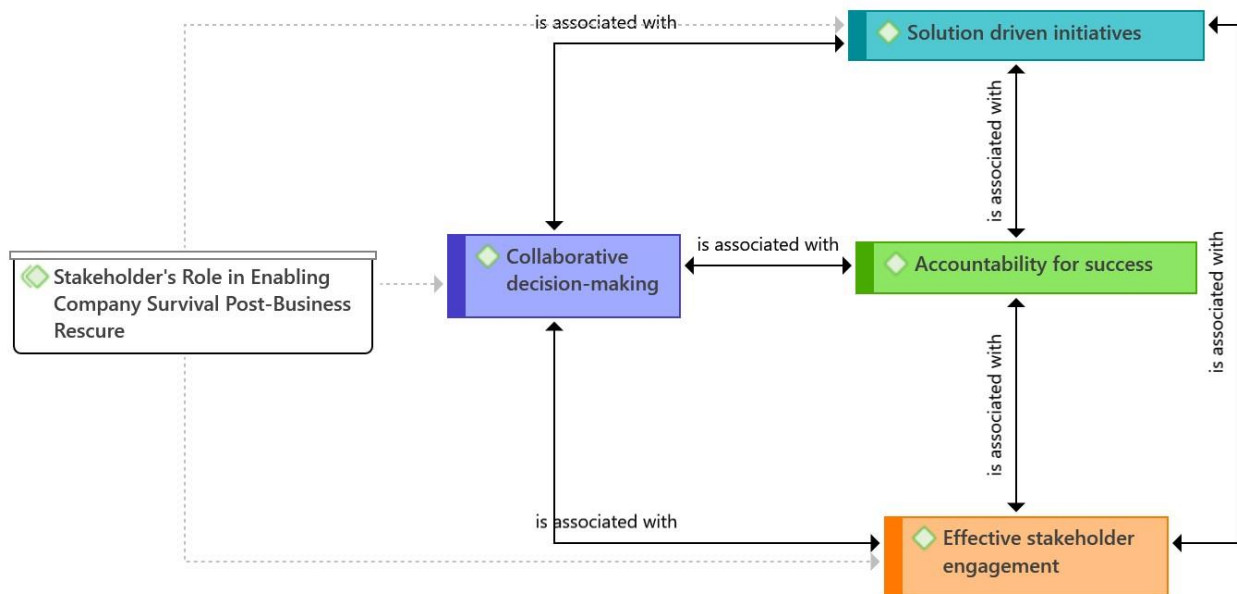 is associated with
Solution driven initiatives
is associated with
is associated with
Collaborative
decision-making
is associated with
Accountability for success
Stakeholder's Role in Enabling
Company Survival Post-Business
Rescure
is associated with
is associated with
Effective stakeholder
engagement